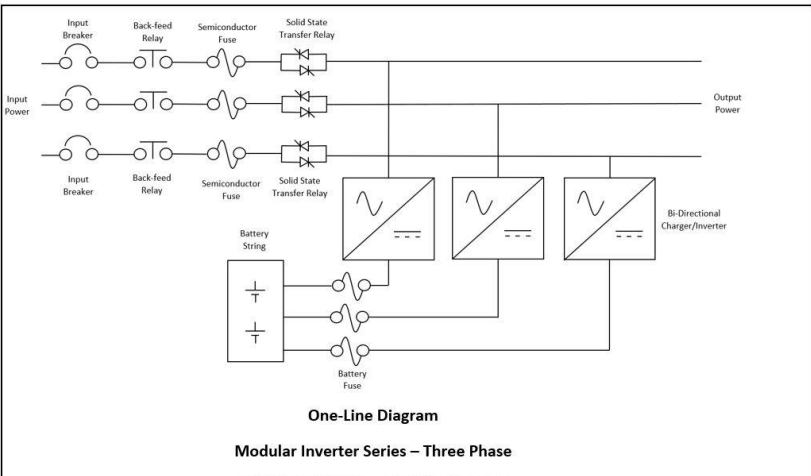 Input
Breaker
Back-feed
Relay
Semiconductor
Fuse
Solid State
Transfer Relay
Input
Power
Output
Power
Input
Breaker
Back-feed
Relay
Semiconductor
Fuse
Solid State
Transfer Relay
Bi-Directional
Charger/Inverter
Battery
String
Battery
Fuse
One-Line Diagram
Modular Inverter Series – Three Phase